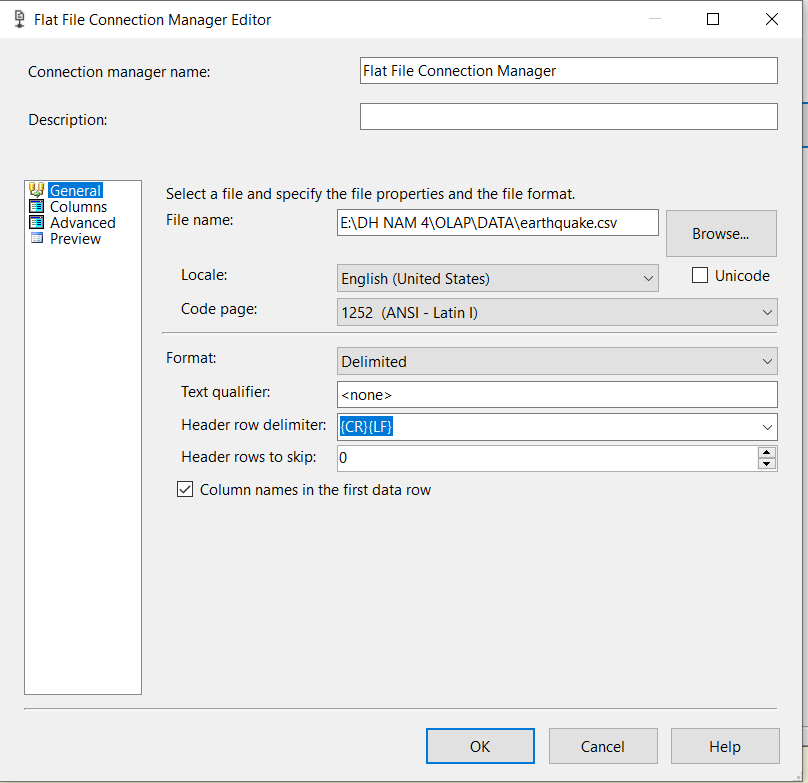 Flat File Connection Manager Editor
Connection manager name: Flat File Connection Manager
Description:
General
Columns
Advanced
Preview
Select a file and specify the file properties and the file format.
File name: E:\DH NAM 4\OLAP\DATA\earthquake.csv Browse...
Locale: English (United States) Unicode
Code page: 1252 (ANSI - Latin I)
Format: Delimited
Text qualifier: <none>
Header row delimiter: {CR}{LF}
Header rows to skip: 0
Column names in the first data row
OK Cancel Help